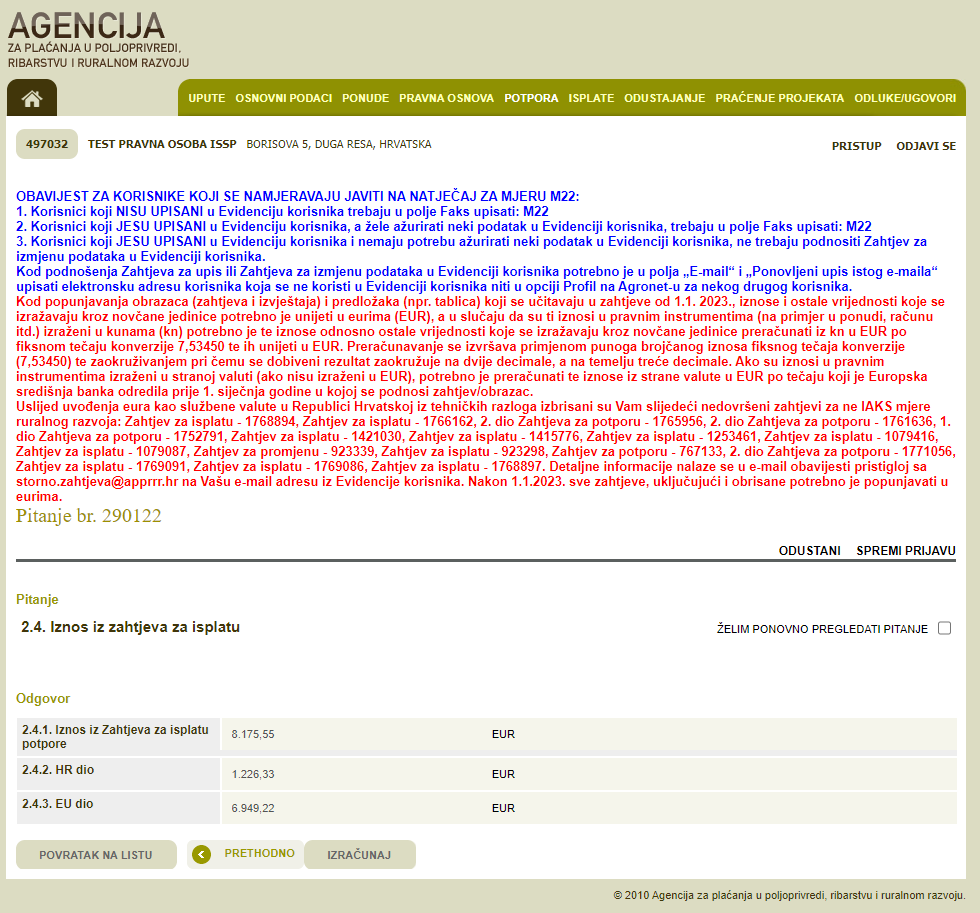 AGENCIJA
ZA PLAĆANJA U POLJOPRIVREDI,
RIBARSTVU I RURALNOM RAZVOJU
UPUTE OSNOVNI PODACI PONUDE PRAVNA OSNOVA POTPORA ISPLATE ODUSTAJANJE PRAĆENJE PROJEKATA ODLUKE/UGOVORI
497032 TEST PRAVNA OSOBA ISSP BORISOVA 5, DUGA RESA, HRVATSKA PRISTUP ODJAVI SE
OBAVIJEST ZA KORISNIKE KOJI SE NAMJERAVAJU JAVITI NA NATJEČAJ ZA MJERU M22:
1. Korisnici koji NISU UPISANI u Evidenciju korisnika trebaju u polje Faks upisati: M22
2. Korisnici koji JESU UPISANI u Evidenciju korisnika, a žele ažurirati neki podatak u Evidenciji korisnika, trebaju u polje Faks upisati: M22
3. Korisnici koji JESU UPISANI u Evidenciju korisnika i nemaju potrebu ažurirati neki podatak u Evidenciji korisnika, ne trebaju podnositi Zahtjev za
izmjenu podataka u Evidenciji korisnika.
Kod podnošenja Zahtjeva za upis ili Zahtjeva za izmjenu podataka u Evidenciji korisnika potrebno je u polja „E-mail“ i „Ponovljeni upis istog e-maila“
upisati elektronsku adresu korisnika koja se ne koristi u Evidenciji korisnika niti u opciji Profil na Agronet-u za nekog drugog korisnika.
Kod popunjavanja obrazaca (zahtjeva i izvještaja) i predložaka (npr. tablica) koji se učitavaju u zahtjeve od 1.1. 2023., iznose i ostale vrijednosti koje se
izražavaju kroz novčane jedinice potrebno je unijeti u eurima (EUR), a u slučaju da su ti iznosi u pravnim instrumentima (na primjer u ponudi, računu
itd.) izraženi u kunama (kn) potrebno je te iznose odnosno ostale vrijednosti koje se izražavaju kroz novčane jedinice preračunati iz kn u EUR po
fiksnom tečaju konverzije 7,53450 te ih unijeti u EUR. Preračunavanje se izvršava primjenom punoga brojčanog iznosa fiksnog tečaja konverzije
(7,53450) te zaokruživanjem pri čemu se dobiveni rezultat zaokružuje na dvije decimale, a na temelju treće decimale. Ako su iznosi u pravnim
instrumentima izraženi u stranoj valuti (ako nisu izraženi u EUR), potrebno je preračunati te iznose iz strane valute u EUR po tečaju koji je Europska
središnja banka odredila prije 1. siječnja godine u kojoj se podnosi zahtjev/obrazac.
Uslijed uvođenja eura kao službene valute u Republici Hrvatskoj iz tehničkih razloga izbrisani su Vam slijedeći nedovršeni zahtjevi za ne IAKS mjere
ruralnog razvoja: Zahtjev za isplatu - 1768894, Zahtjev za isplatu - 1766162, 2. dio Zahtjeva za potporu - 1765956, 2. dio Zahtjeva za potporu - 1761636, 1.
dio Zahtjeva za potporu - 1752791, Zahtjev za isplatu - 1421030, Zahtjev za isplatu - 1415776, Zahtjev za isplatu - 1253461, Zahtjev za isplatu - 1079416,
Zahtjev za isplatu - 1079087, Zahtjev za promjenu - 923339, Zahtjev za isplatu - 923298, Zahtjev za potporu - 767133, 2. dio Zahtjeva za potporu - 1771056,
Zahtjev za isplatu - 1769091, Zahtjev za isplatu - 1769086, Zahtjev za isplatu - 1768897. Detaljne informacije nalaze se u e-mail obavijesti pristigloj sa
storno.zahtjeva@apprrr.hr na Vašu e-mail adresu iz Evidencije korisnika. Nakon 1.1.2023. sve zahtjeve, uključujući i obrisane potrebno je popunjavati u
eurima.
Pitanje br. 290122
ODUSTANI SPREMI PRIJAVU
Pitanje
2.4. Iznos iz zahtjeva za isplatu ŽELIM PONOVNO PREGLEDATI PITANJE
Odgovor
2.4.1. Iznos iz Zahtjeva za isplatu
potpore
8.175,55 EUR
2.4.2. HR dio 1.226,33 EUR
2.4.3. EU dio 6.949,22 EUR
POVRATAK NA LISTU PRETHODNO IZRAČUNAJ
© 2010 Agencija za plaćanja u poljoprivredi, ribarstvu i ruralnom razvoju.